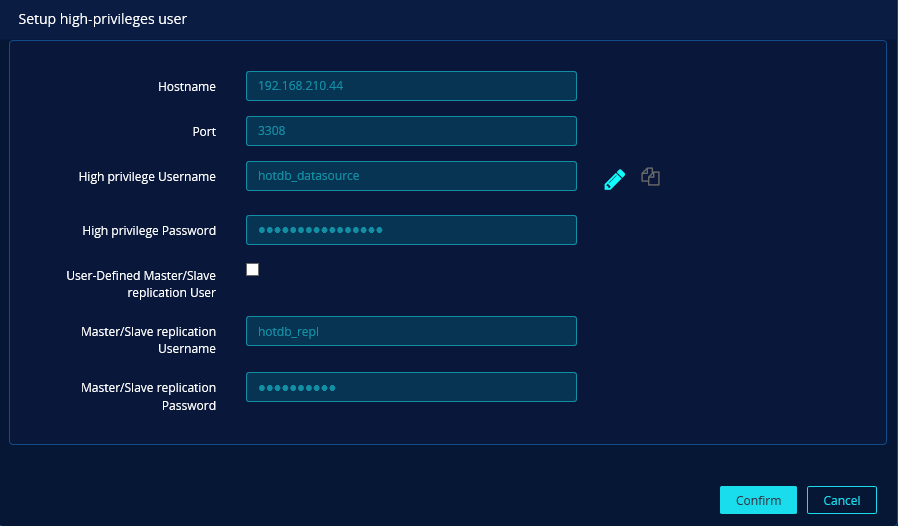 Setup high-privileges user
Hostname
192.168.210.44
Port
3308
High privilege Username
hotdb_datasource
High privilege Password
●●●●●●●●●●●●●●●●
User-Defined Master/Slave
replication User
Master/Slave replication
Username
hotdb_repl
Master/Slave replication
Password
●●●●●●●●●●
Confirm
Cancel